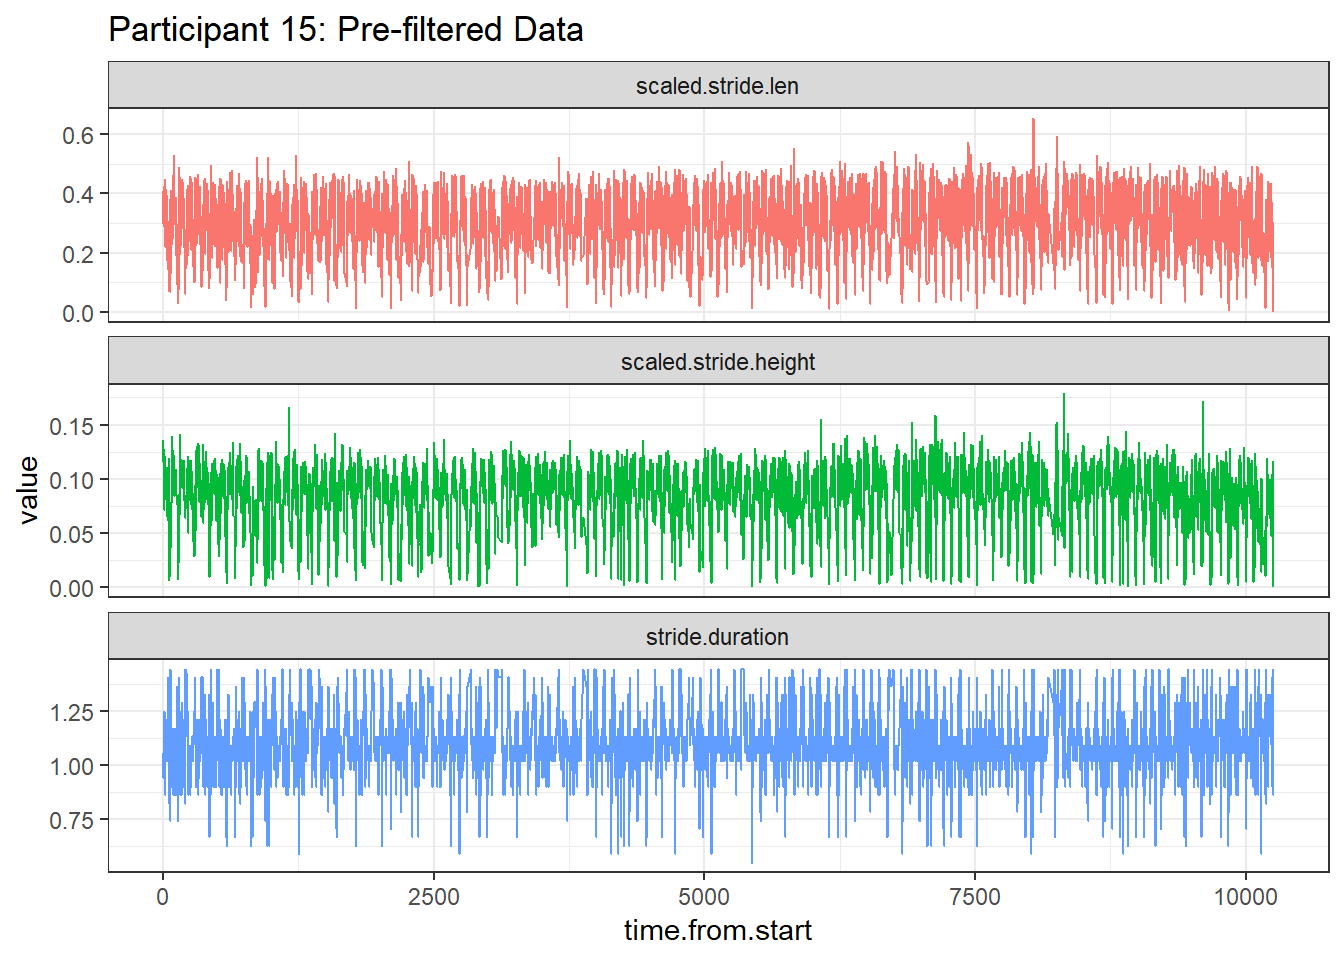 Participant 15: Pre-filtered Data
scaled.stride.len
0.6
0.4
0.2
0.0
scaled.stride.height
0.15
0.10
0.05
0.00
value
stride.duration
1.25
1.00
0.75
0 2500 5000 7500 10000
time.from.start